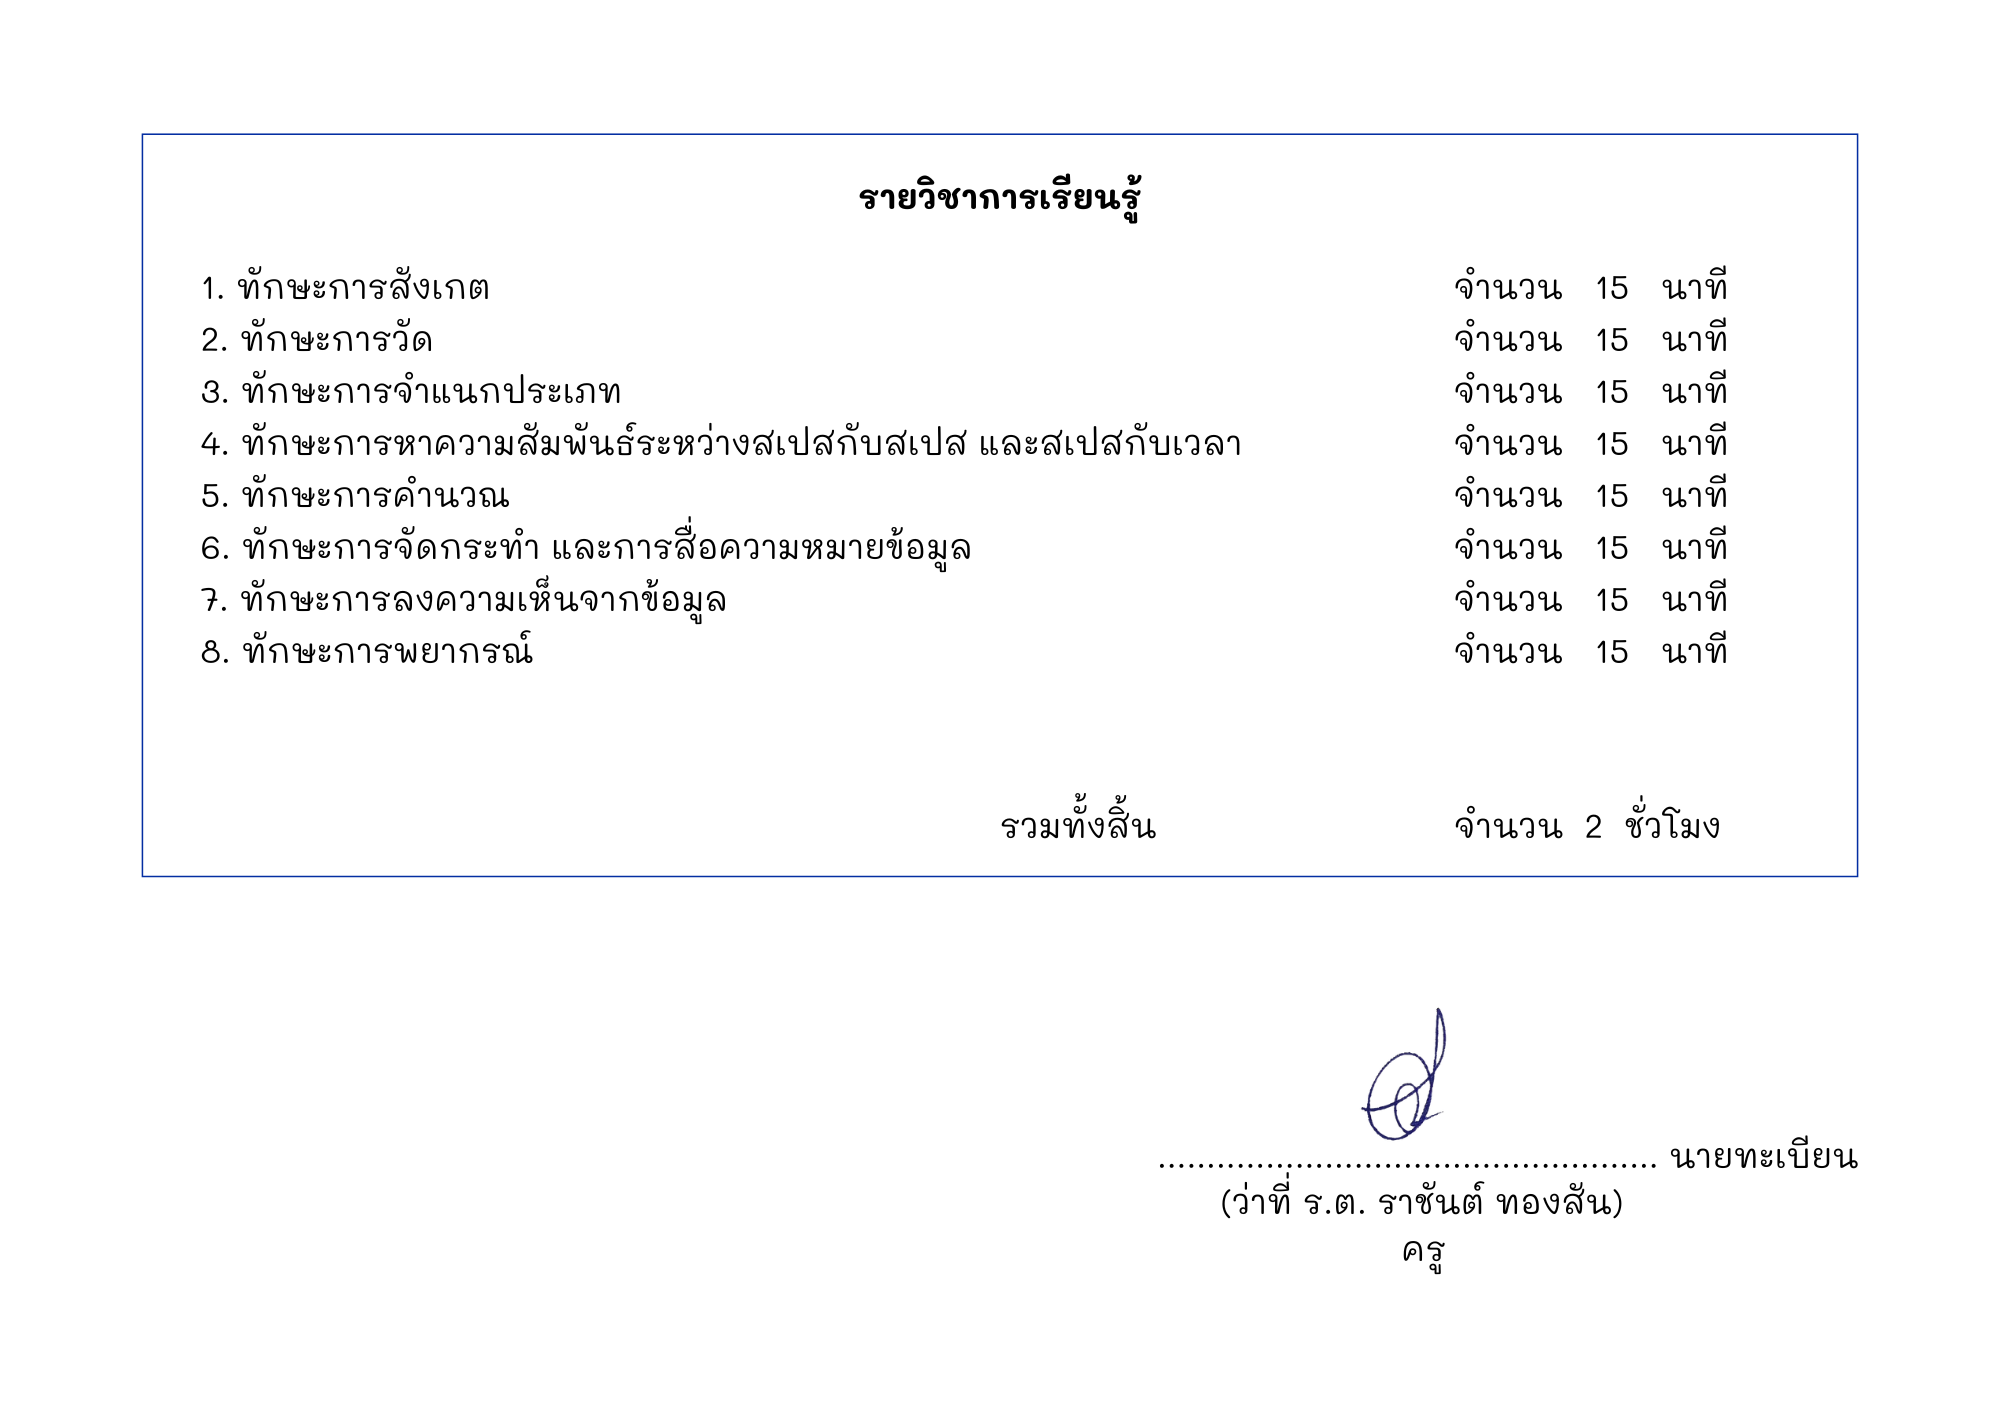 รายวิชาการเรียนรู้
1. ทักษะการสังเกต จำนวน 15 นาที
2. ทักษะการวัด จำนวน 15 นาที
3. ทักษะการจำแนกประเภท จำนวน 15 นาที
4. ทักษะการหาความสัมพันธ์ระหว่างสเปสกับสเปส และสเปสกับเวลา จำนวน 15 นาที
5. ทักษะการคำนวณ จำนวน 15 นาที
6. ทักษะการจัดกระทำ และการสื่อความหมายข้อมูล จำนวน 15 นาที
7. ทักษะการลงความเห็นจากข้อมูล จำนวน 15 นาที
8. ทักษะการพยากรณ์ จำนวน 15 นาที
รวมทั้งสิ้น จำนวน 2 ชั่วโมง
................................................... นายทะเบียน
(ว่าที่ ร.ต. ราชันต์ ทองสัน)
ครู